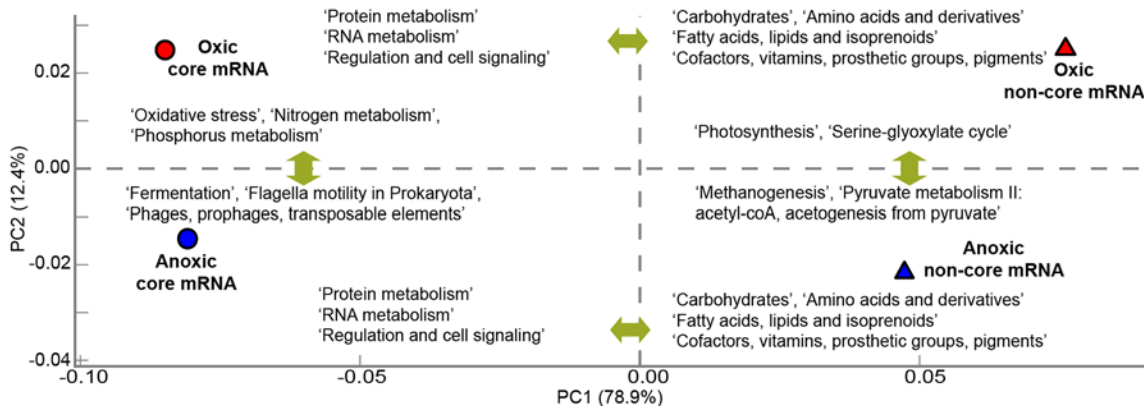 'Protein metabolism'
'RNA metabolism'
'Regulation and cell signaling'
'Carbohydrates', 'Amino acids and derivatives'
'Fatty acids, lipids and isoprenoids'
'Cofactors, vitamins, prosthetic groups, pigments'
Oxic
core mRNA
Oxic
non-core mRNA
0.02
'Oxidative stress', 'Nitrogen metabolism',
'Phosphorus metabolism'
'Photosynthesis', 'Serine-glyoxylate cycle'
0.00
PC2 (12.4%)
'Fermentation', 'Flagella motility in Prokaryota',
'Phages, prophages, transposable elements'
'Methanogenesis', 'Pyruvate metabolism II:
acetyl-coA, acetogenesis from pyruvate'
Anoxic
core mRNA
Anoxic
non-core mRNA
-0.02
'Protein metabolism'
'RNA metabolism'
'Regulation and cell signaling'
'Carbohydrates', 'Amino acids and derivatives'
'Fatty acids, lipids and isoprenoids'
'Cofactors, vitamins, prosthetic groups, pigments'
-0.04
-0.10
-0.05
0.00
0.05
PC1 (78.9%)